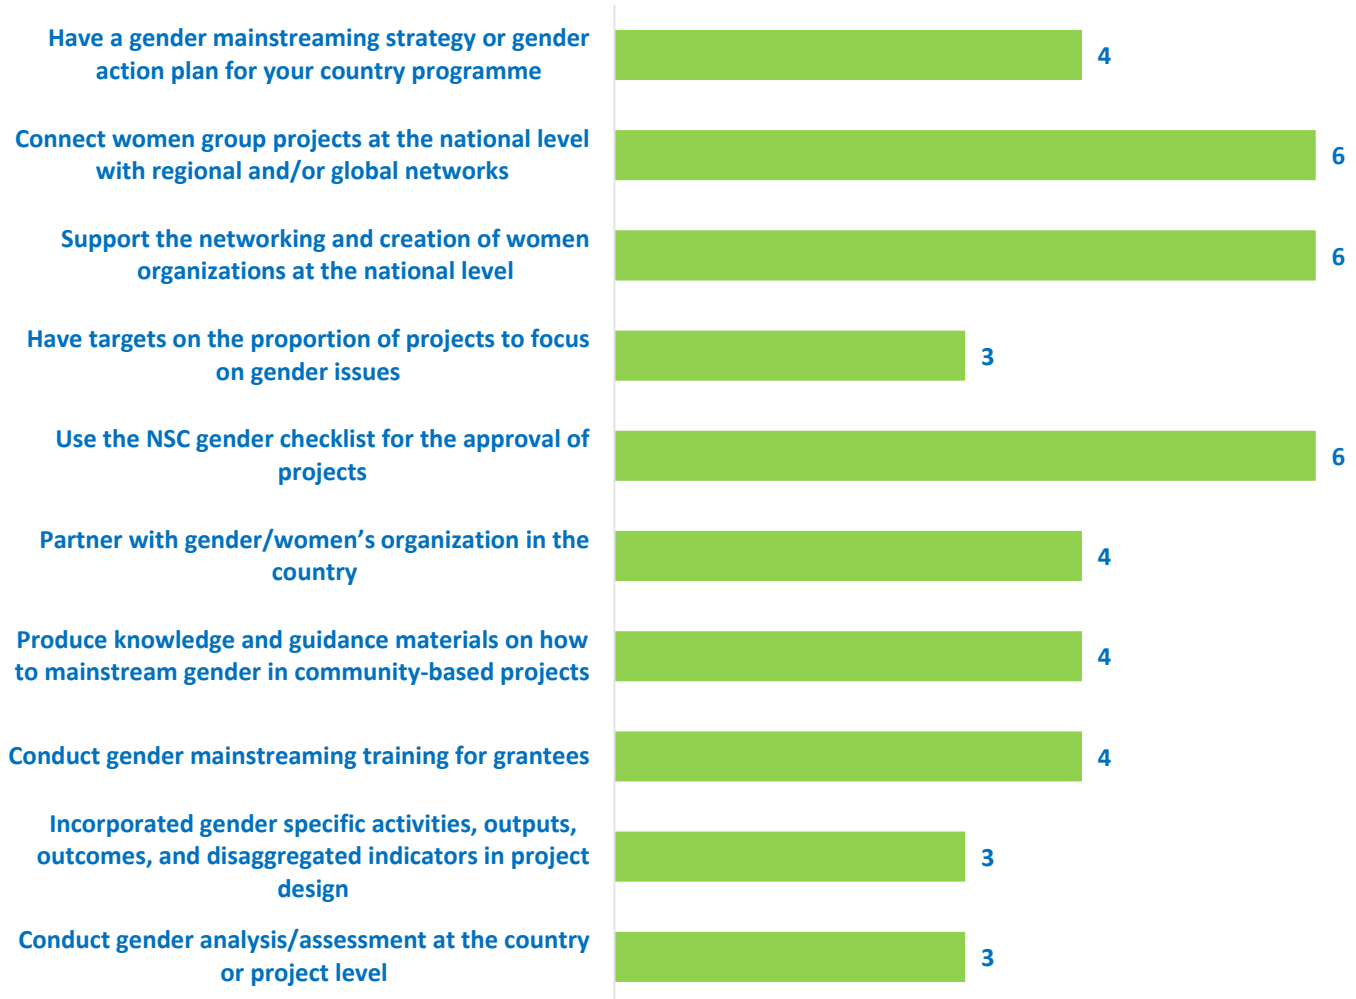 Have a gender mainstreaming strategy or gender
action plan for your country programme
4
Connect women group projects at the national level
with regional and/or global networks
6
Support the networking and creation of women
organizations at the national level
6
Have targets on the proportion of projects to focus
on gender issues
3
Use the NSC gender checklist for the approval of
projects
6
Partner with gender/women’s organization in the
country
4
Produce knowledge and guidance materials on how
to mainstream gender in community-based projects
4
Conduct gender mainstreaming training for grantees
4
Incorporated gender specific activities, outputs,
outcomes, and disaggregated indicators in project
design
3
Conduct gender analysis/assessment at the country
or project level
3